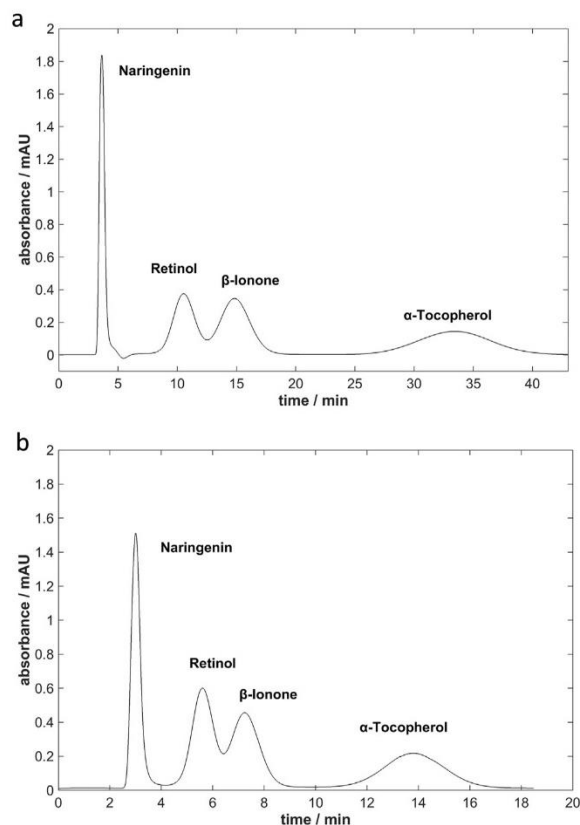 a
2
1.8
1.6
1.4
1.2
1
0.8
0.6
0.4
0.2
0
absorbance / mAU
Naringenin
Retinol
β-Ionone
α-Tocopherol
0 5 10 15 20 25 30 35 40
time / min
b
2
1.8
1.6
1.4
1.2
1
0.8
0.6
0.4
0.2
0
absorbance / mAU
Naringenin
Retinol
β-Ionone
α-Tocopherol
0 2 4 6 8 10 12 14 16 18 20
time / min